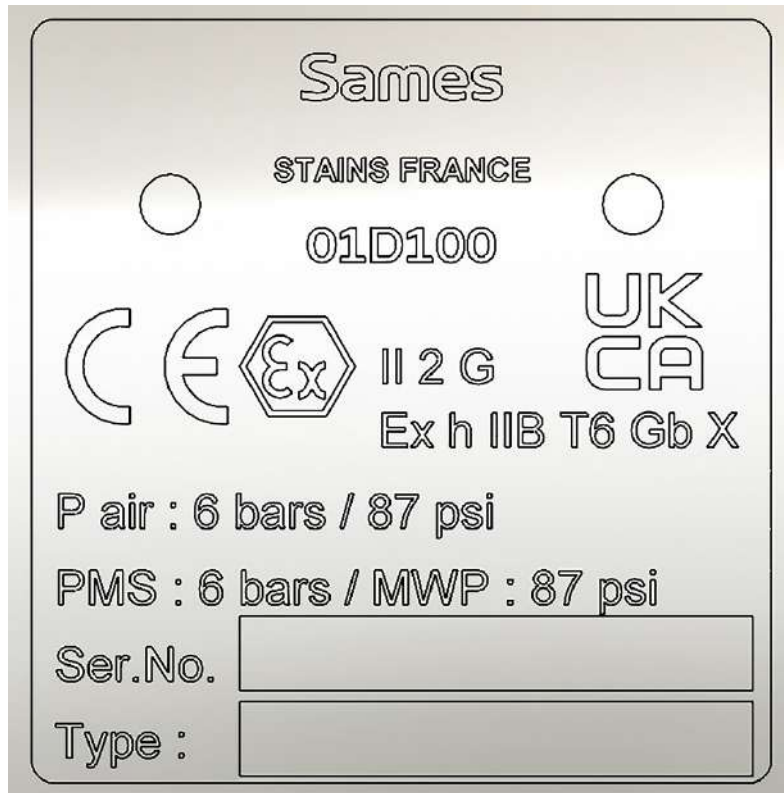 Sames
STAINS FRANCE
01D100
CE Ex II 2 G UK CA
Ex h IIB T6 Gb X
P air : 6 bars / 87 psi
PMS : 6 bars / MWP : 87 psi
Ser.No.
Type :